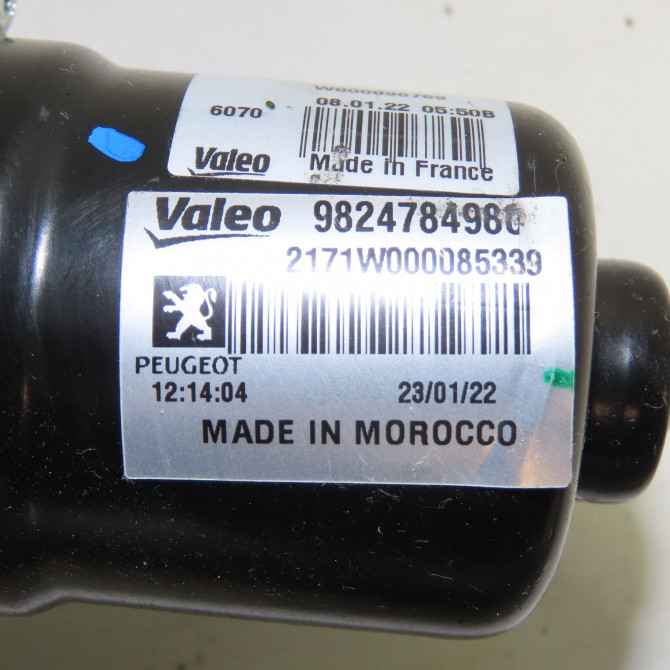 6070
08.01.22 05:50B
Valeo
Made in France
Valeo 9824784980
2171W000085339
PEUGEOT
12:14:04 23/01/22
MADE IN MOROCCO